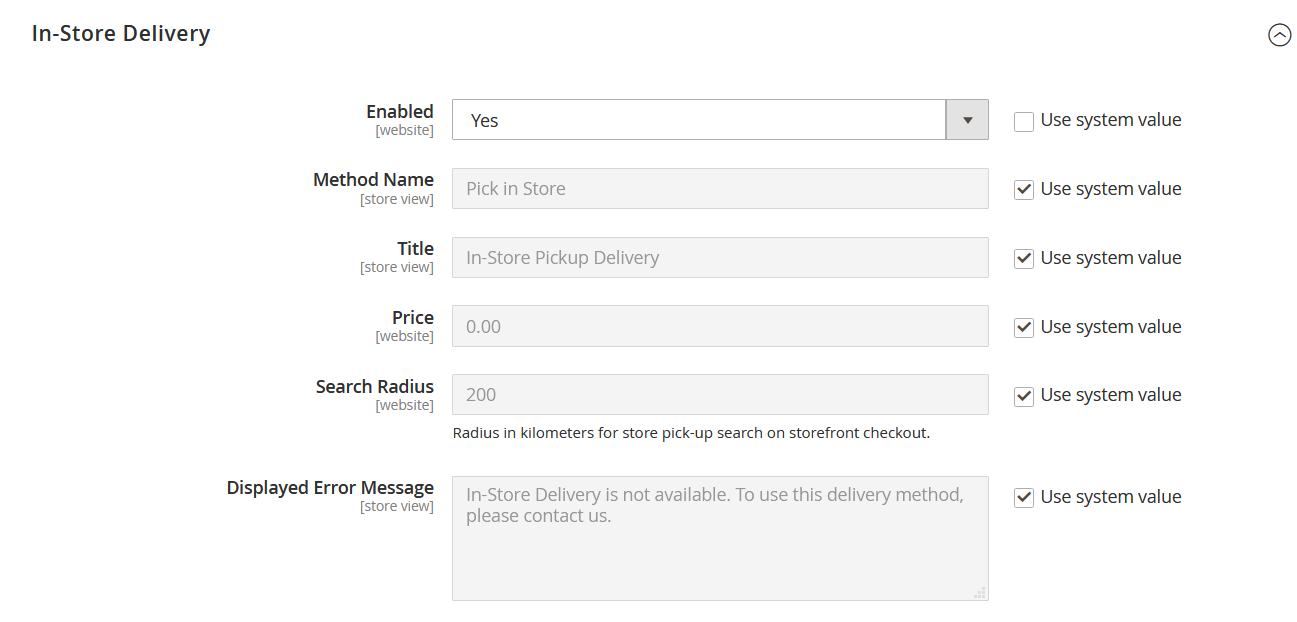 In-Store Delivery
Enabled
[website]
Yes
Use system value
Method Name
[store view]
Pick in Store
Use system value
Title
[store view]
In-Store Pickup Delivery
Use system value
Price
[website]
0.00
Use system value
Search Radius
[website]
200
Use system value
Radius in kilometers for store pick-up search on storefront checkout.
Displayed Error Message
[store view]
In-Store Delivery is not available. To use this delivery method,
please contact us.
Use system value